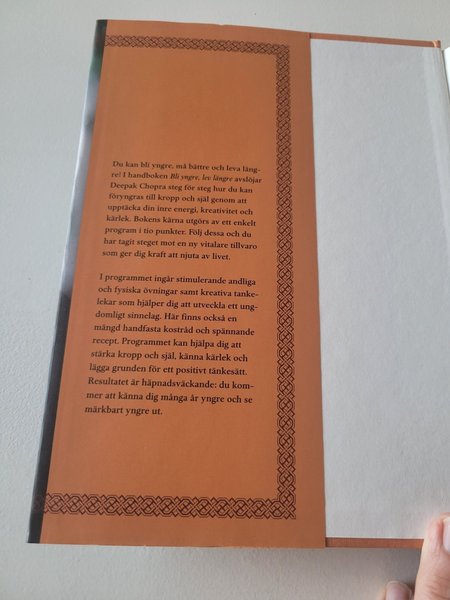 Du kan bli yngre, må bättre och leva läng-
re! I handboken Bli yngre, lev längre avslöjar
Deepak Chopra steg för steg hur du kan
föryngras till kropp och själ genom att
upptäcka din inre energi, kreativitet och
kärlek. Bokens kärna utgörs av ett enkelt
program i tio punkter. Följ dessa och du
har tagit steget mot en ny vitalare tillvaro
som ger dig kraft att njuta av livet.
I programmet ingår stimulerande andliga
och fysiska övningar samt kreativa tanke-
lekar som hjälper dig att utveckla ett ung-
domligt sinnelag. Här finns också en
mängd handfasta kostråd och spännande
recept. Programmet kan hjälpa dig att
stärka kropp och själ, känna kärlek och
lägga grunden för ett positivt tänkesätt.
Resultatet är häpnadsväckande: du kom-
mer att känna dig många år yngre och se
märkbart yngre ut.